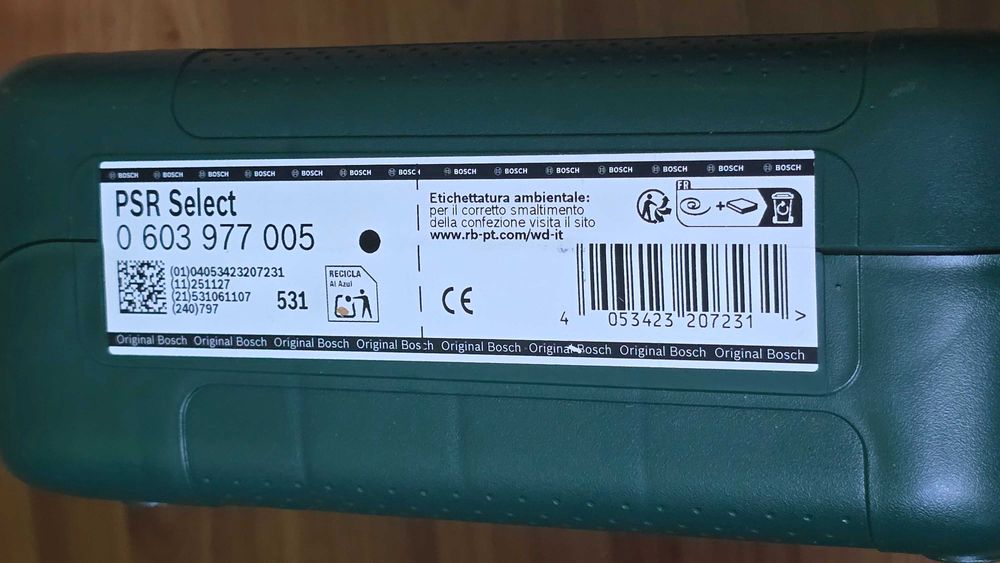 BOSCH BOSCH BOSCH BOSCH BOSCH BOSCH BOSCH BOSCH BOSCH BOSCH BOSCH BOSCH BOSCH
PSR Select
0 603 977 005
(01)04053423207231
(11)251127
(21)531061107
(240)797
531
RECICLA
Al Azul
Etichettatura ambientale:
per il corretto smaltimento
della confezione visita il sito
www.rb-pt.com/wd-it
FR
+
CE
4 053423 207231 >
Original Bosch Original Bosch Original Bosch Original Bosch Original Bosch Original Bosch Original Bosch Original Bosch